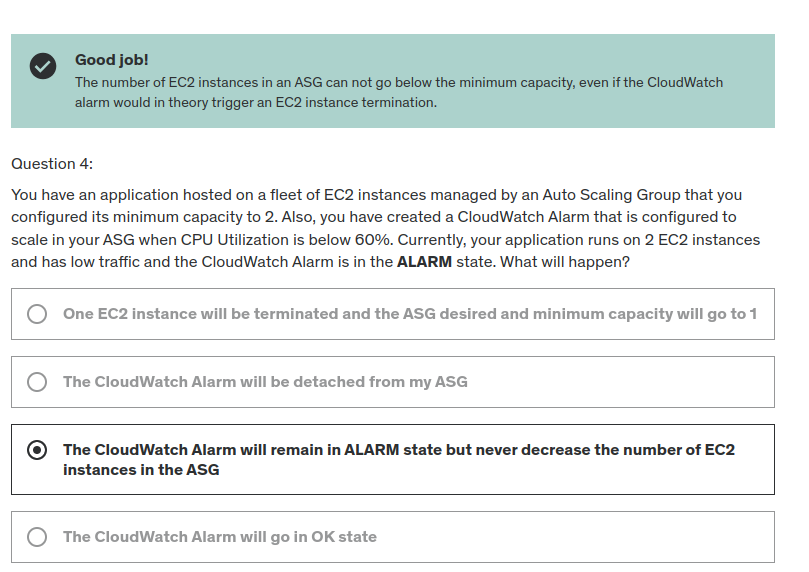 Good job!
The number of EC2 instances in an ASG can not go below the minimum capacity, even if the CloudWatch
alarm would in theory trigger an EC2 instance termination.
Question 4:
You have an application hosted on a fleet of EC2 instances managed by an Auto Scaling Group that you
configured its minimum capacity to 2. Also, you have created a CloudWatch Alarm that is configured to
scale in your ASG when CPU Utilization is below 60%. Currently, your application runs on 2 EC2 instances
and has low traffic and the CloudWatch Alarm is in the ALARM state. What will happen?
One EC2 instance will be terminated and the ASG desired and minimum capacity will go to 1
The CloudWatch Alarm will be detached from my ASG
The CloudWatch Alarm will remain in ALARM state but never decrease the number of EC2
instances in the ASG
The CloudWatch Alarm will go in OK state